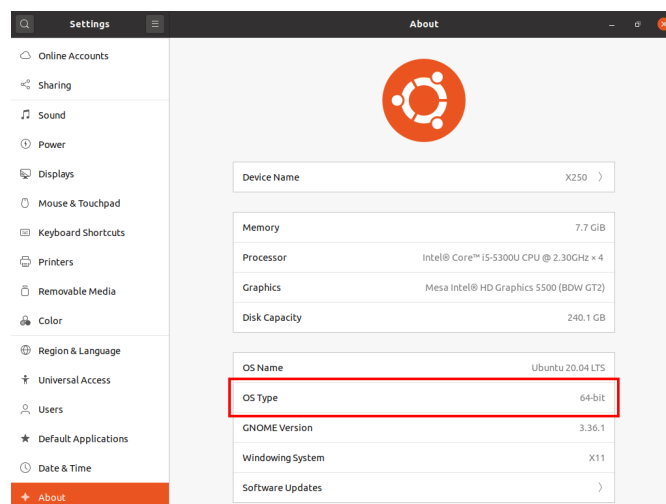 Settings
About
Online Accounts
Sharing
Sound
Power
Displays
Mouse & Touchpad
Keyboard Shortcuts
Printers
Removable Media
Color
Region & Language
Universal Access
Users
Default Applications
Date & Time
About
Device Name X250
Memory 7.7 GiB
Processor Intel® Core™ i5-5300U CPU @ 2.30GHz × 4
Graphics Mesa Intel® HD Graphics 5500 (BDW GT2)
Disk Capacity 240.1 GB
OS Name Ubuntu 20.04 LTS
OS Type 64-bit
GNOME Version 3.36.1
Windowing System X11
Software Updates